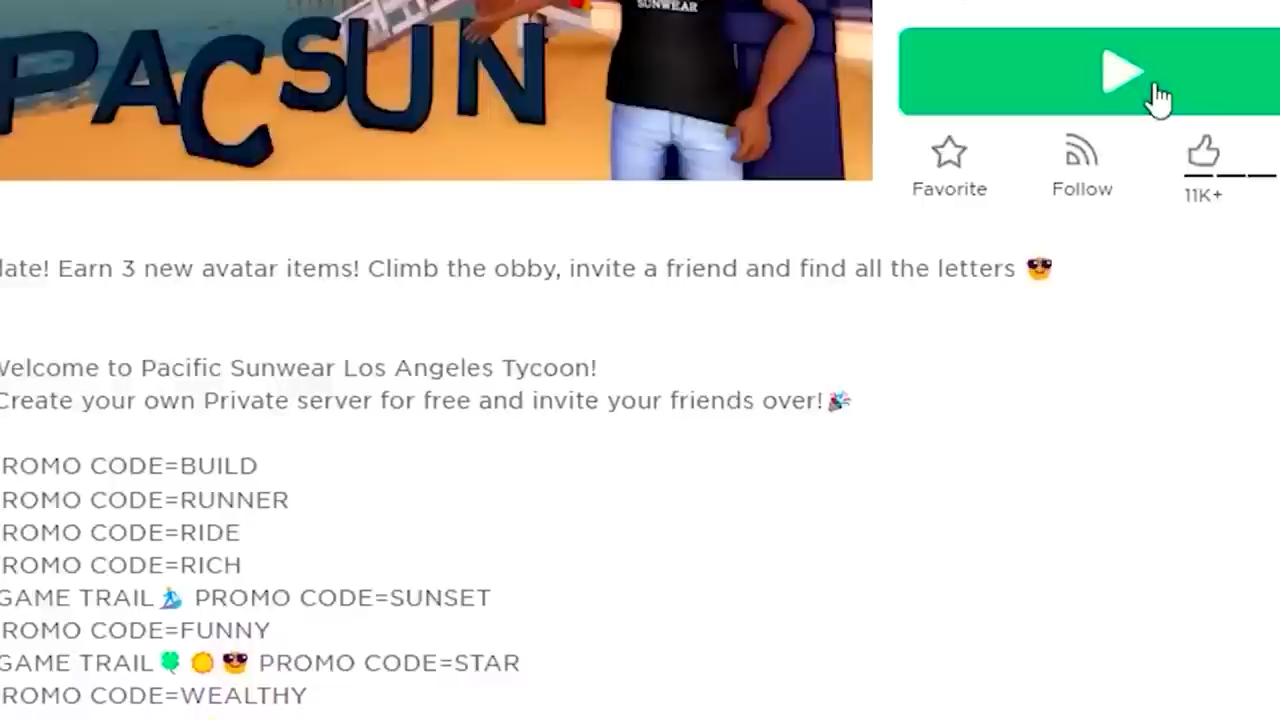 SUNWEAR
PACSUN
Favorite
Follow
11K+
late! Earn 3 new avatar items! Climb the obby, invite a friend and find all the letters 😎
Welcome to Pacific Sunwear Los Angeles Tycoon!
Create your own Private server for free and invite your friends over!🎉
ROMO CODE=BUILD
ROMO CODE=RUNNER
ROMO CODE=RIDE
ROMO CODE=RICH
GAME TRAIL🏄 PROMO CODE=SUNSET
ROMO CODE=FUNNY
GAME TRAIL🍀 🌞 😎 PROMO CODE=STAR
ROMO CODE=WEALTHY